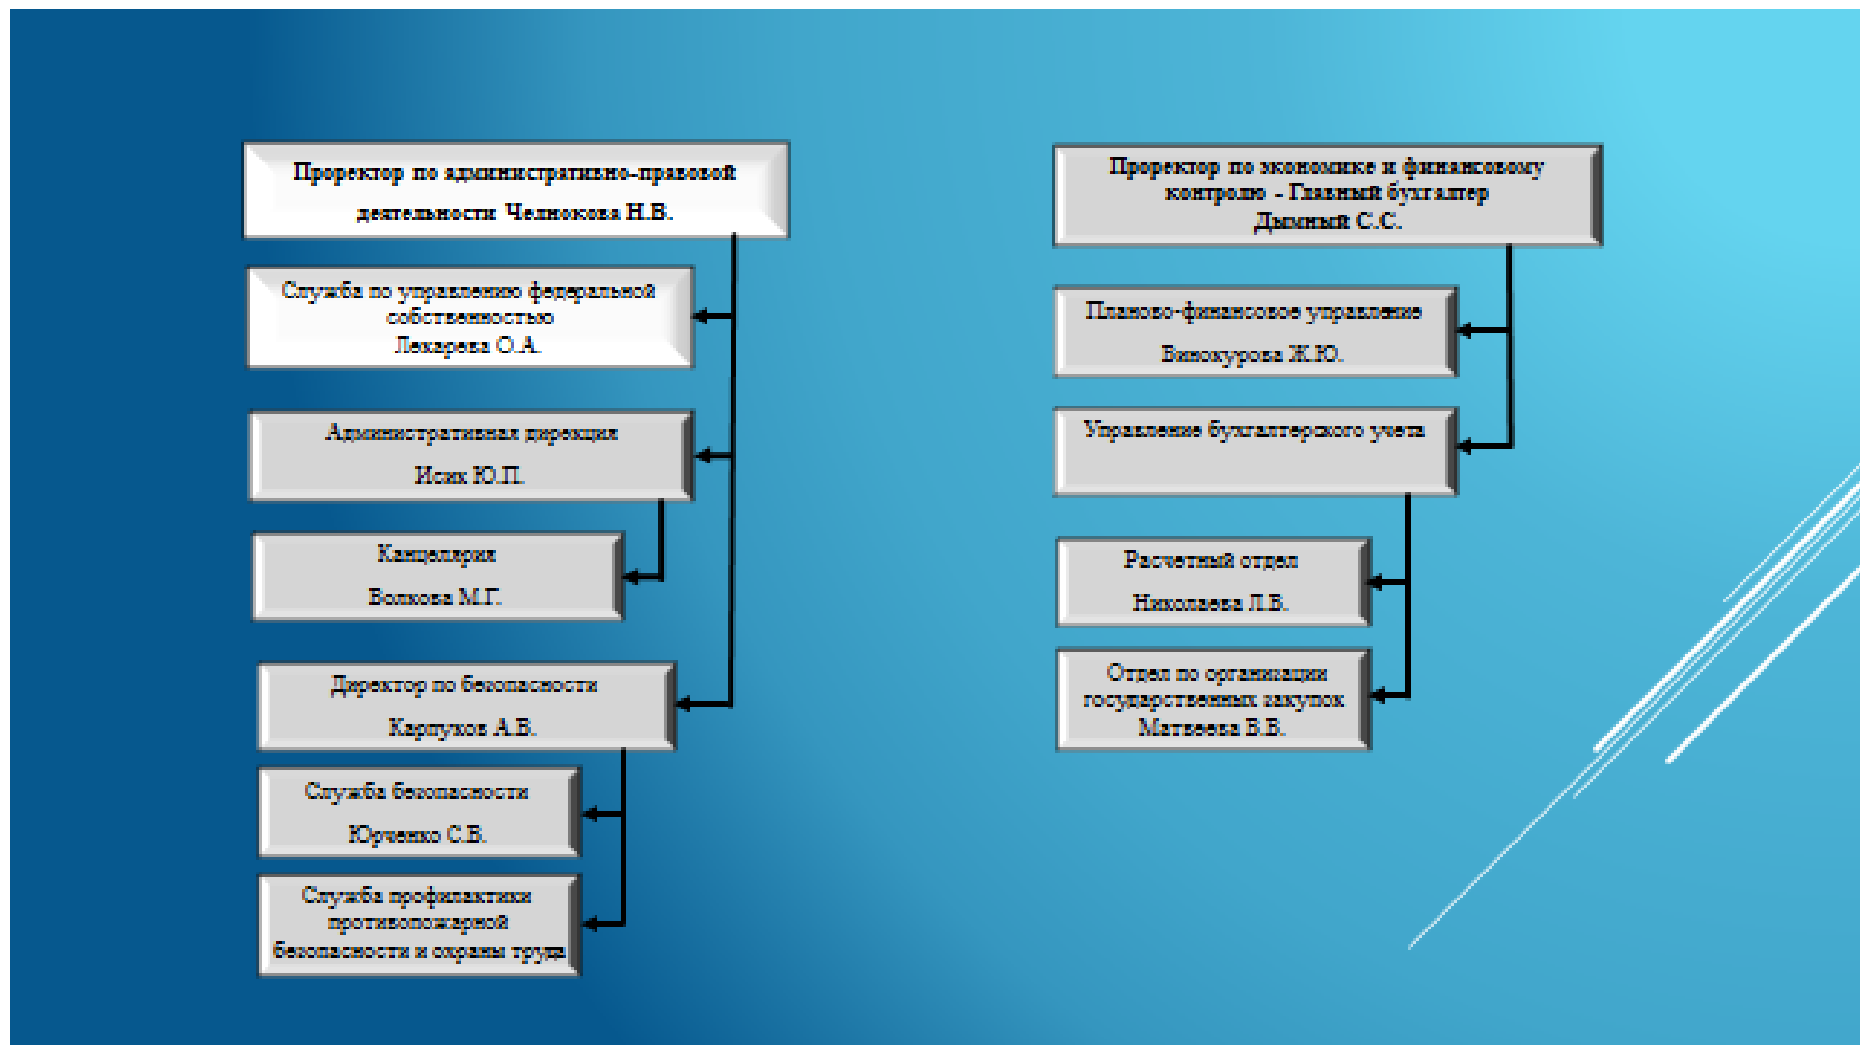 Проректор по административно-правовой
деятельности Челнокова Н.В.
Служба по управлению федеральной
собственностью
Лекарева О.А.
Административная дирекция
Исик Ю.П.
Канцелярия
Волкова М.Г.
Директор по безопасности
Карпухов А.В.
Служба безопасности
Юрченко С.В.
Служба профилактики
противопожарной
безопасности и охраны труда
Проректор по экономике и финансовому
контролю - Главный бухгалтер
Дымный С.С.
Планово-финансовое управление
Винокурова Ж.Ю.
Управление бухгалтерского учета
Расчетный отдел
Николаева Л.В.
Отдел по организации
государственных закупок
Матвеева В.В.